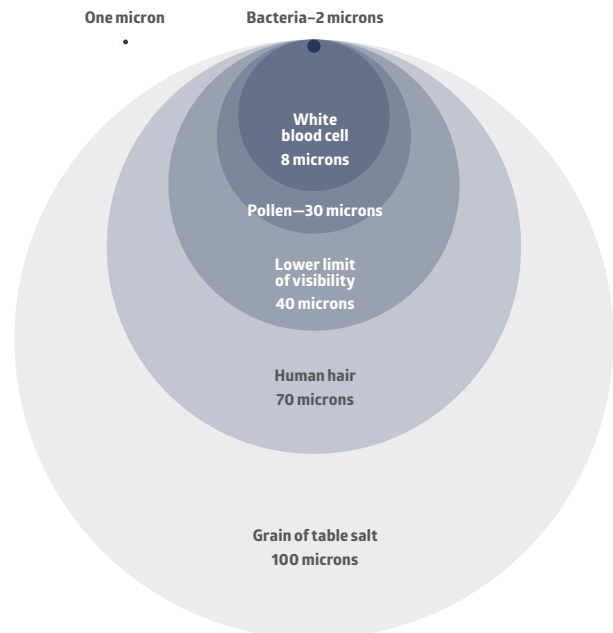 One micron
Bacteria–2 microns
White
blood cell
8 microns
Pollen—30 microns
Lower limit
of visibility
40 microns
Human hair
70 microns
Grain of table salt
100 microns